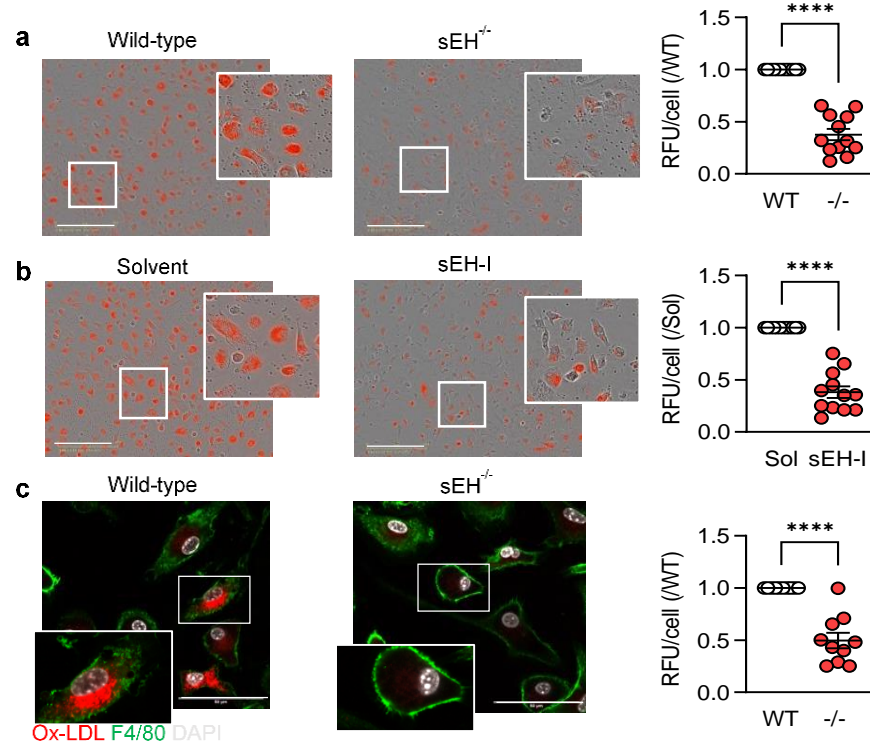 a
Wild-type
sEH-/-
****
RFU/cell (/WT)
1.5
1.0
0.5
0.0
WT -/-
b
Solvent
sEH-I
****
RFU/cell (/Sol)
1.5
1.0
0.5
0.0
Sol sEH-I
c
Wild-type
sEH-/-
****
RFU/cell (/WT)
1.5
1.0
0.5
0.0
WT -/-
50 µm
Ox-LDL F4/80 DAPI